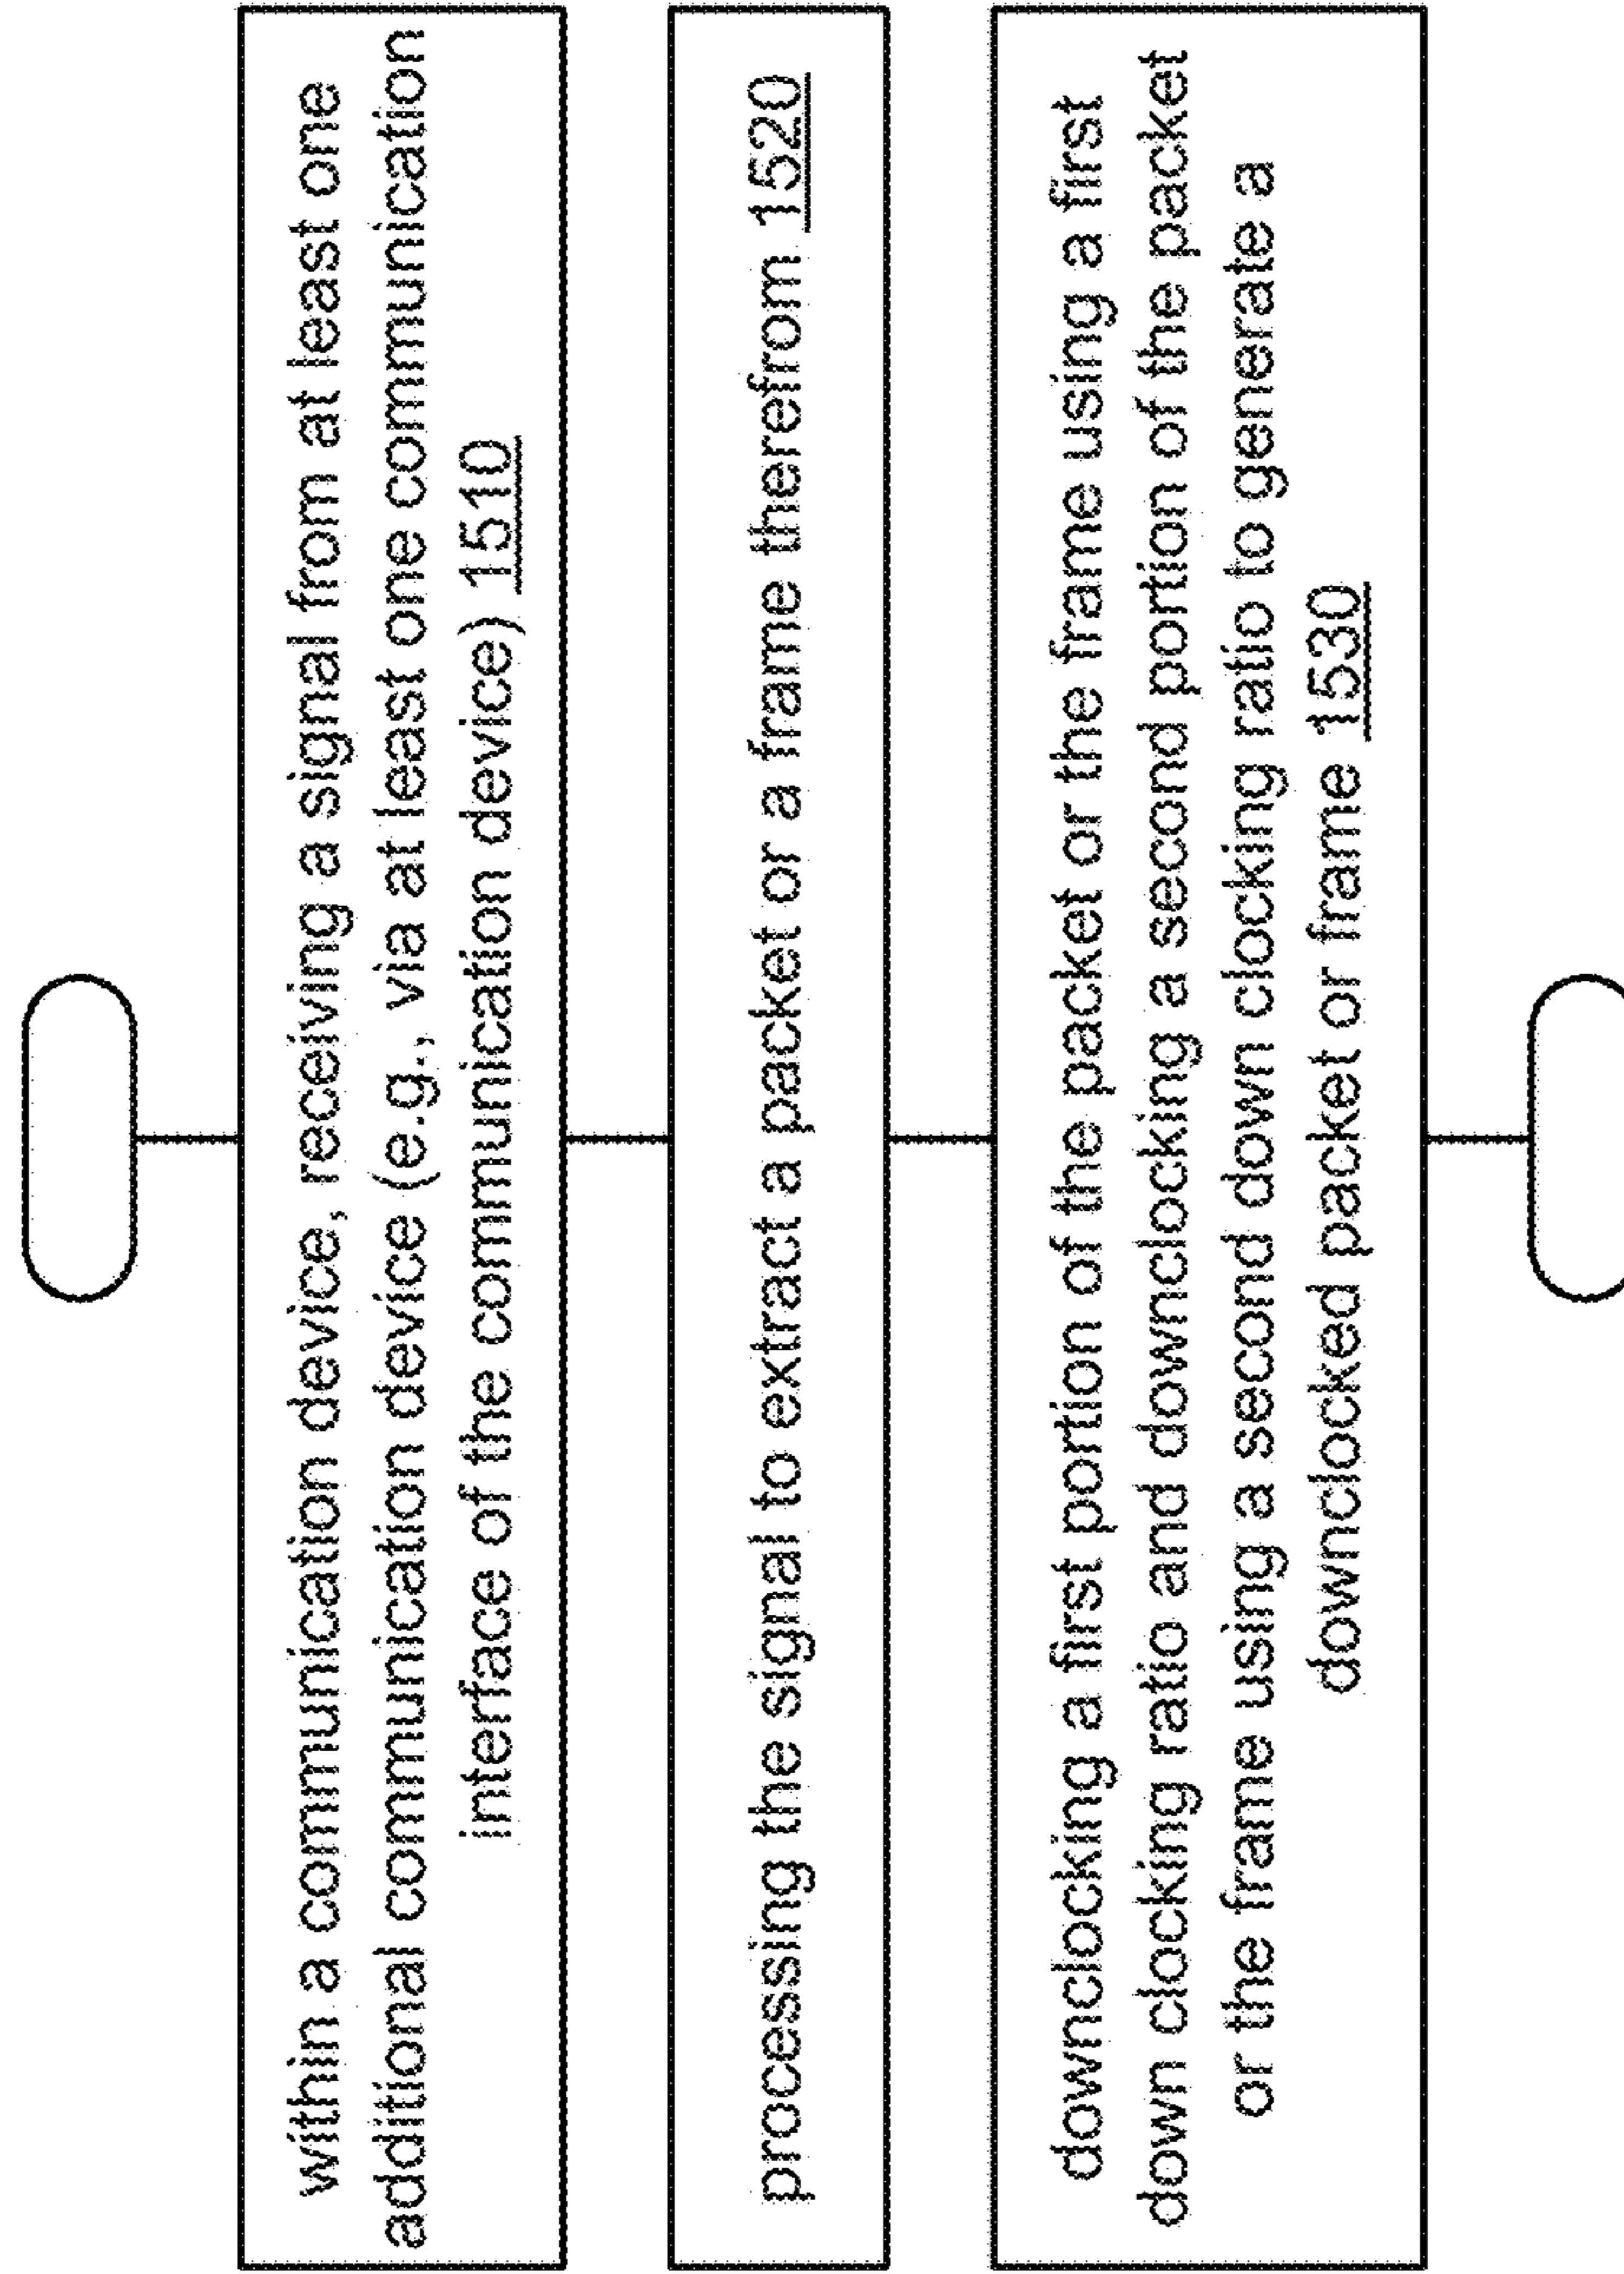 within a communication device, receiving a signal from at least one
additional communication device (e.g., via at least one communication
interface of the communication device) 1510
processing the signal to extract a packet or a frame therefrom 1520
downclocking a first portion of the packet or the frame using a first
down clocking ratio and downclocking a second portion of the packet
or the frame using a second down clocking ratio to generate a
downclocked packet or frame 1530